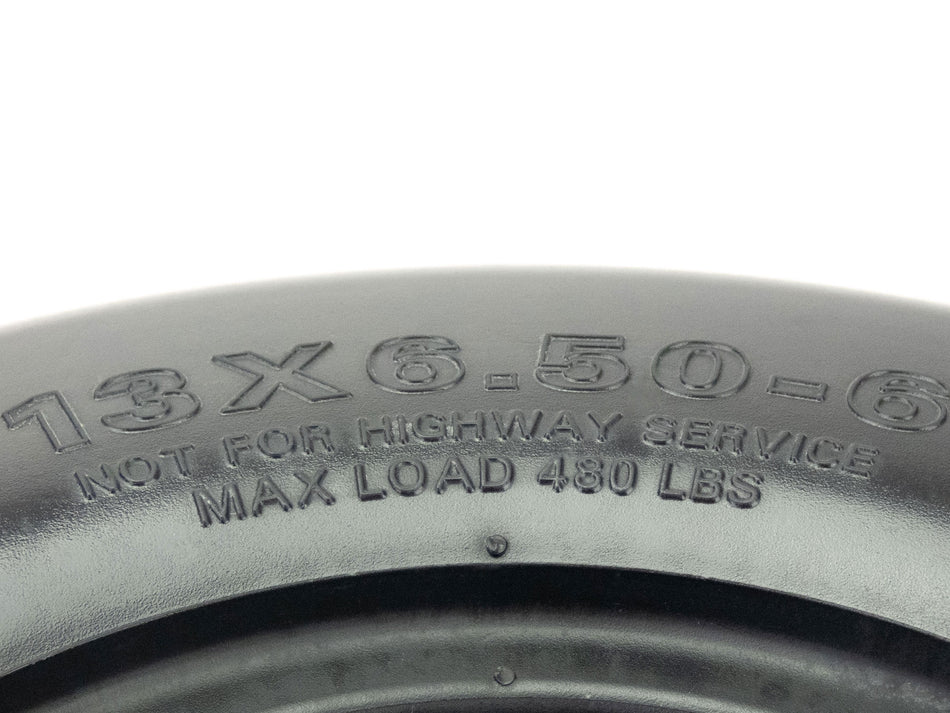 13X6.50-6
NOT FOR HIGHWAY SERVICE
MAX LOAD 480 LBS